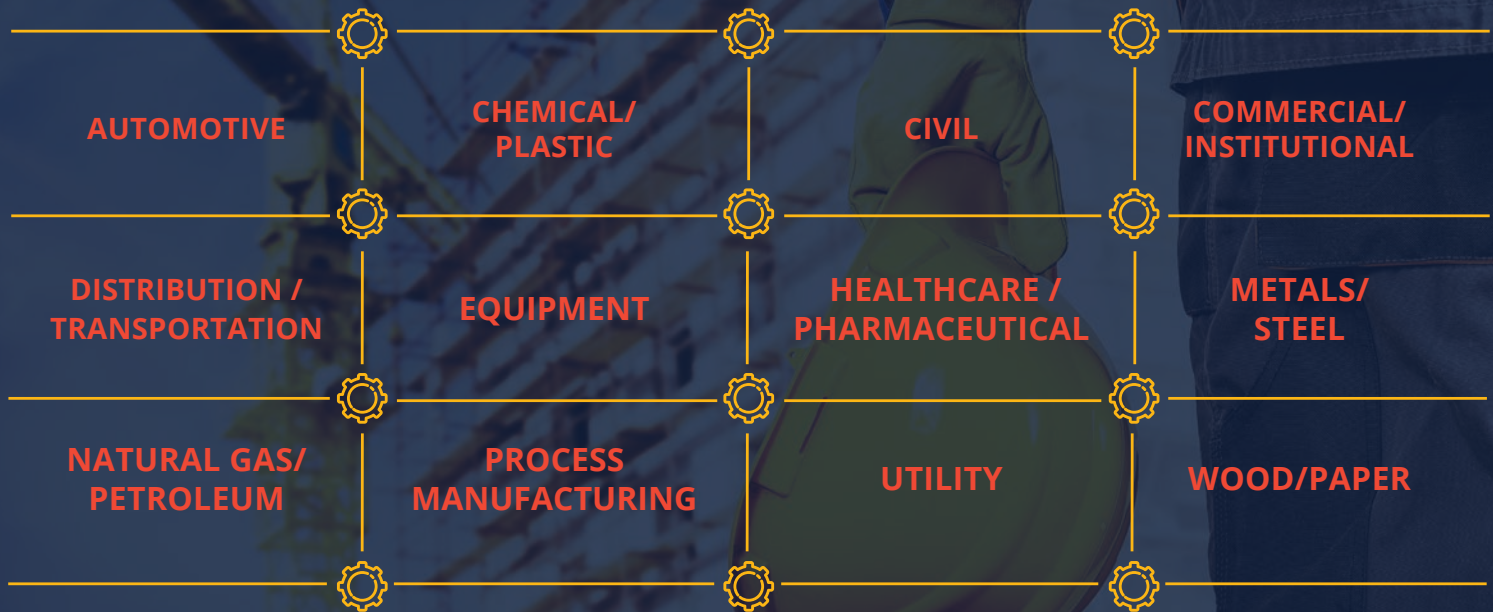 AUTOMOTIVE
CHEMICAL/
PLASTIC
CIVIL
COMMERCIAL/
INSTITUTIONAL
DISTRIBUTION /
TRANSPORTATION
EQUIPMENT
HEALTHCARE /
PHARMACEUTICAL
METALS/
STEEL
NATURAL GAS/
PETROLEUM
PROCESS
MANUFACTURING
UTILITY
WOOD/PAPER